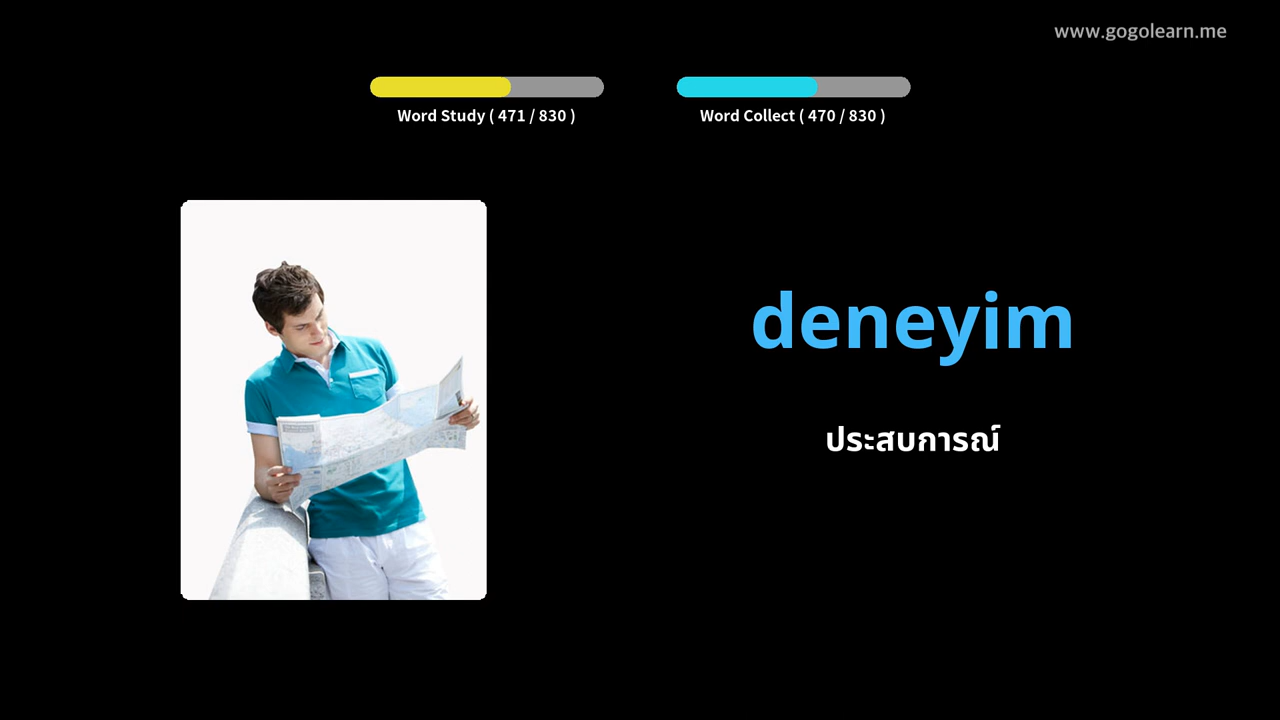 www.gogolearn.me
Word Study ( 471 / 830 )
Word Collect ( 470 / 830 )
deneyim
ประสบการณ์